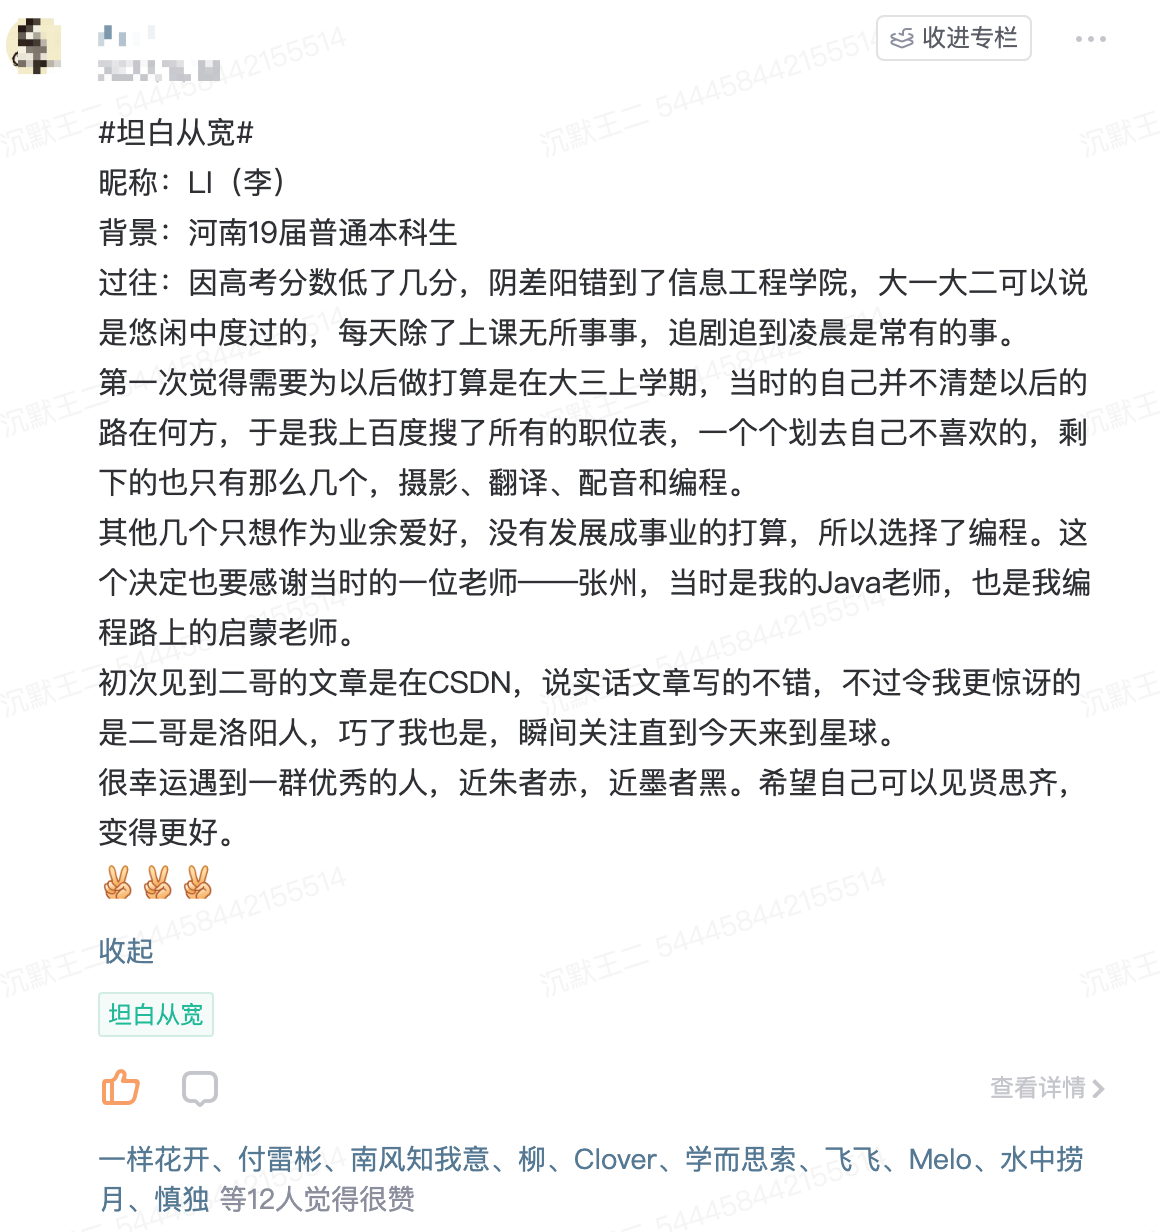 收进专栏
#坦白从宽#
昵称：LI（李）
背景：河南19届普通本科生
过往：因高考分数低了几分，阴差阳错到了信息工程学院，大一大二可以说
是悠闲中度过的，每天除了上课无所事事，追剧追到凌晨是常有的事。
第一次觉得需要为以后做打算是在大三上学期，当时的自己并不清楚以后的
路在何方，于是我上百度搜了所有的职位表，一个个划去自己不喜欢的，剩
下的也只有那么几个，摄影、翻译、配音和编程。
其他几个只想作为业余爱好，没有发展成事业的打算，所以选择了编程。这
个决定也要感谢当时的一位老师——张州，当时是我的Java老师，也是我编
程路上的启蒙老师。
初次见到二哥的文章是在CSDN，说实话文章写的不错，不过令我更惊讶的
是二哥是洛阳人，巧了我也是，瞬间关注直到今天来到星球。
很幸运遇到一群优秀的人，近朱者赤，近墨者黑。希望自己可以见贤思齐，
变得更好。
✌✌✌
收起
坦白从宽
查看详情
一样花开、付雷彬、南风知我意、柳、Clover、学而思索、飞飞、Melo、水中捞
月、慎独 等12人觉得很赞
沉默王二 544458442155514